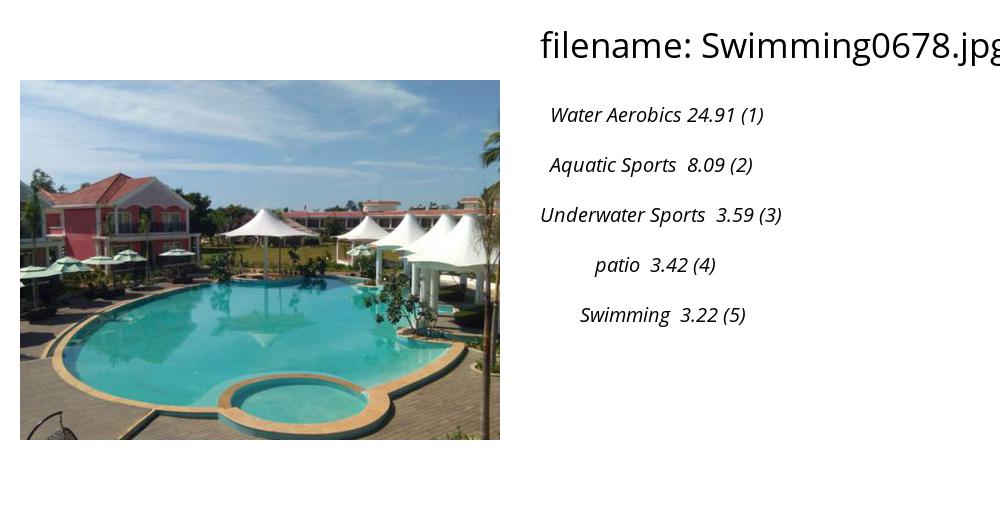 filename: Swimming0678.jpg
Water Aerobics 24.91 (1)
Aquatic Sports 8.09 (2)
Underwater Sports 3.59 (3)
patio 3.42 (4)
Swimming 3.22 (5)